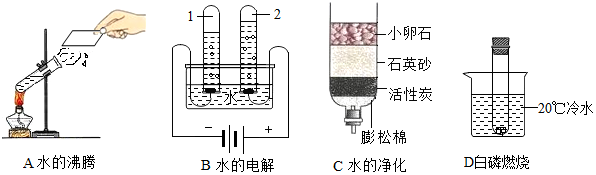 1
2
水
−
+
A水的沸腾
B 水的电解
小卵石
石英砂
活性炭
膨松棉
C 水的净化
20℃冷水
D白磷燃烧